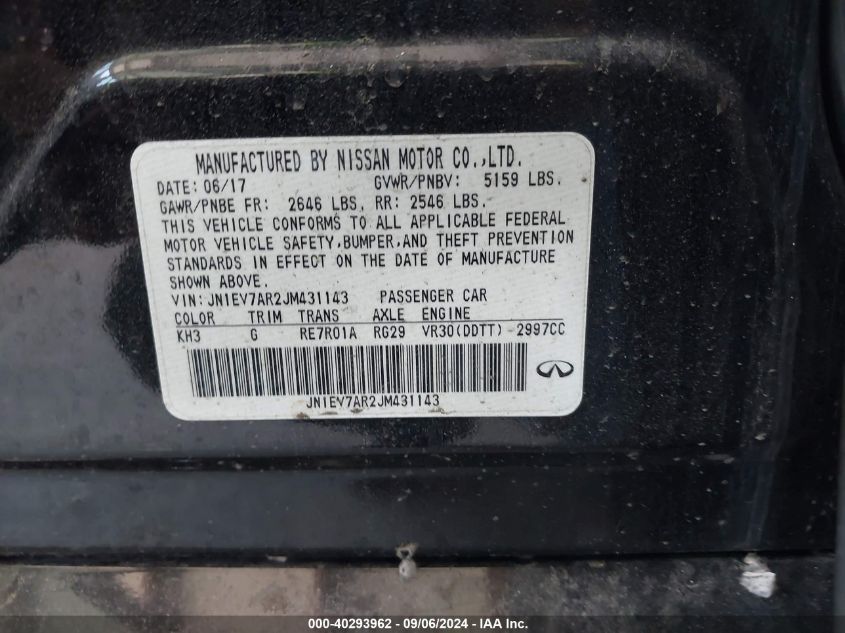 MANUFACTURED BY NISSAN MOTOR CO.,LTD.
DATE: 06/17 GVWR/PNBV: 5159 LBS.
GAWR/PNBE FR: 2646 LBS, RR: 2546 LBS.
THIS VEHICLE CONFORMS TO ALL APPLICABLE FEDERAL
MOTOR VEHICLE SAFETY,BUMPER,AND THEFT PREVENTION
STANDARDS IN EFFECT ON THE DATE OF MANUFACTURE
SHOWN ABOVE.
VIN: JN1EV7AR2JM431143 PASSENGER CAR
COLOR TRIM TRANS AXLE ENGINE
KH3 G RE7R01A RG29 VR30(DDTT) 2997CC
JN1EV7AR2JM431143
000-40293962 - 09/06/2024 - IAA Inc.